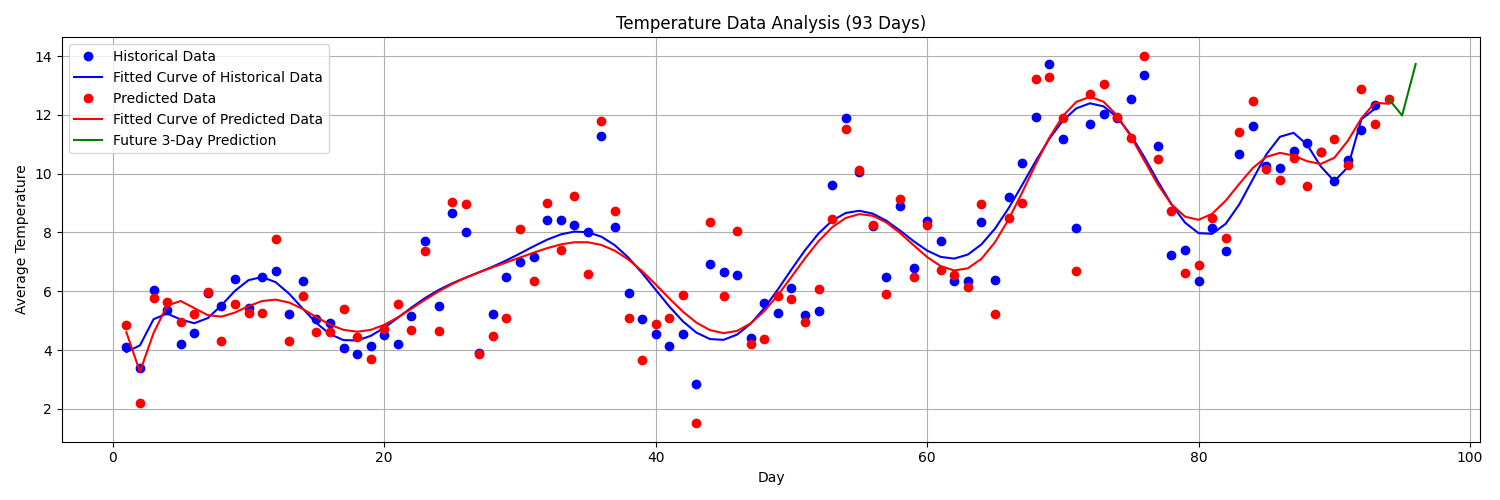 Temperature Data Analysis (93 Days)
Historical Data
Fitted Curve of Historical Data
Predicted Data
Fitted Curve of Predicted Data
Future 3-Day Prediction
Average Temperature
14
12
10
8
6
4
2
0
20
40
60
80
100
Day